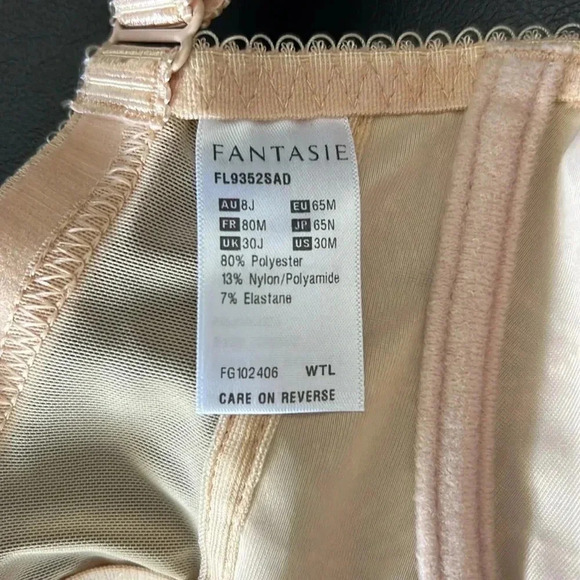 FANTASIE
FL9352SAD
AU 8J EU 65M
FR 80M JP 65N
UK 30J US 30M
80% Polyester
13% Nylon/Polyamide
7% Elastane
FG102406 WTL
CARE ON REVERSE